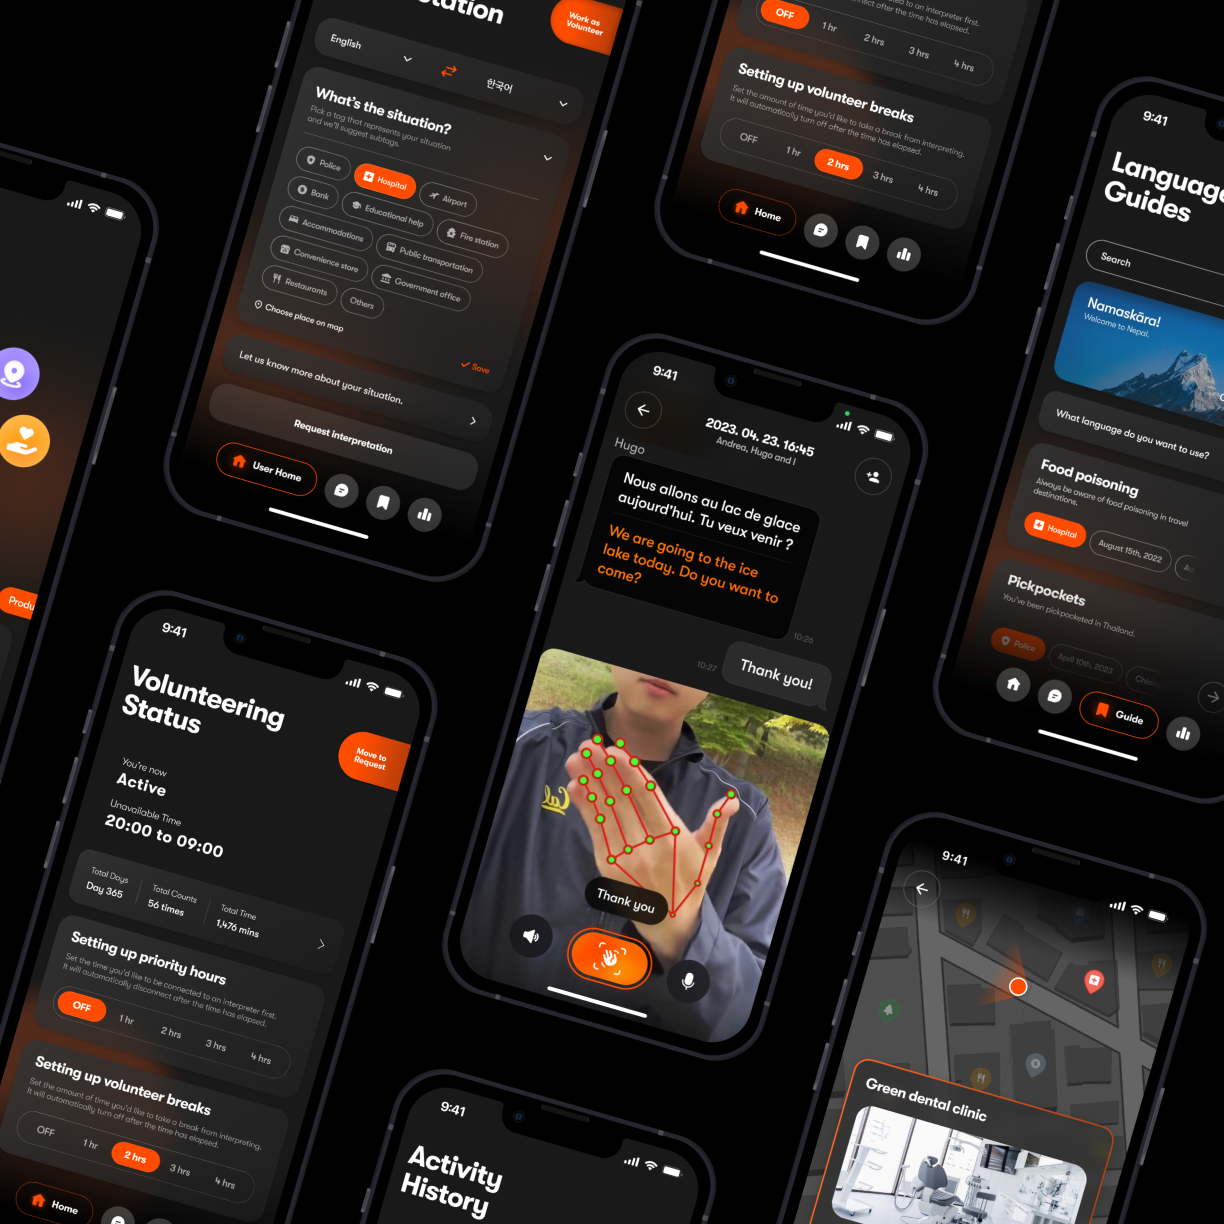 tation
Work as
Volunteer
English
한국어
What's the situation?
Pick a tag that represents your situation
and we'll suggest subtags.
Police
Hospital
Airport
Bank
Educational help
Fire station
Accommodations
Public transportation
Convenience store
Government office
Restaurants
Others
Choose place on map
Save
Let us know more about your situation.
Request interpretation
User Home
to an interpreter first.
connect after the time has elapsed.
OFF
1 hr
2 hrs
3 hrs
4 hrs
Setting up volunteer breaks
Set the amount of time you'd like to take a break from interpreting.
It will automatically turn off after the time has elapsed.
OFF
1 hr
2 hrs
3 hrs
4 hrs
Home
9:41
Language
Guides
Search
Namaskāra!
Welcome to Nepal.
What language do you want to use?
Food poisoning
Always be aware of food poisoning in travel
destinations.
Hospital
August 15th, 2022
Pickpockets
You've been pickpocketed in Thailand.
Police
April 10th, 2023
Guide
Produ
9:41
2023. 04. 23. 16:45
Andrea, Hugo and I
Hugo
Nous allons au lac de glace
aujourd'hui. Tu veux venir ?
We are going to the ice
lake today. Do you want to
come?
10:26
10:27
Thank you!
Cal
Thank you
9:41
Volunteering
Status
Move to
Request
You're now
Active
Unavailable Time
20:00 to 09:00
Total Days
Day 365
Total Counts
56 times
Total Time
1,476 mins
Setting up priority hours
Set the time you'd like to be connected to an interpreter first.
It will automatically disconnect after the time has elapsed.
OFF
1 hr
2 hrs
3 hrs
4 hrs
Setting up volunteer breaks
Set the amount of time you'd like to take a break from interpreting.
It will automatically turn off after the time has elapsed.
OFF
1 hr
2 hrs
3 hrs
4 hrs
Home
9:41
Activity
History
9:41
Green dental clinic